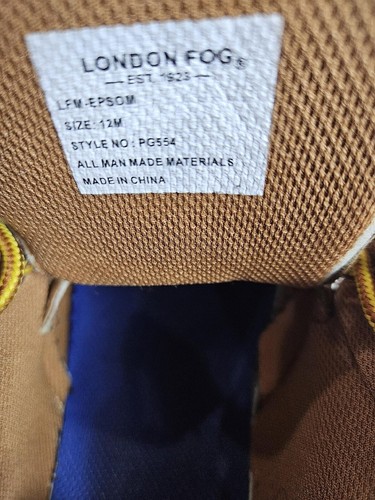 LONDON FOG®
— EST. 1923 —
LFM-EPSOM
SIZE: 12M
STYLE NO : PG554
ALL MAN MADE MATERIALS
MADE IN CHINA